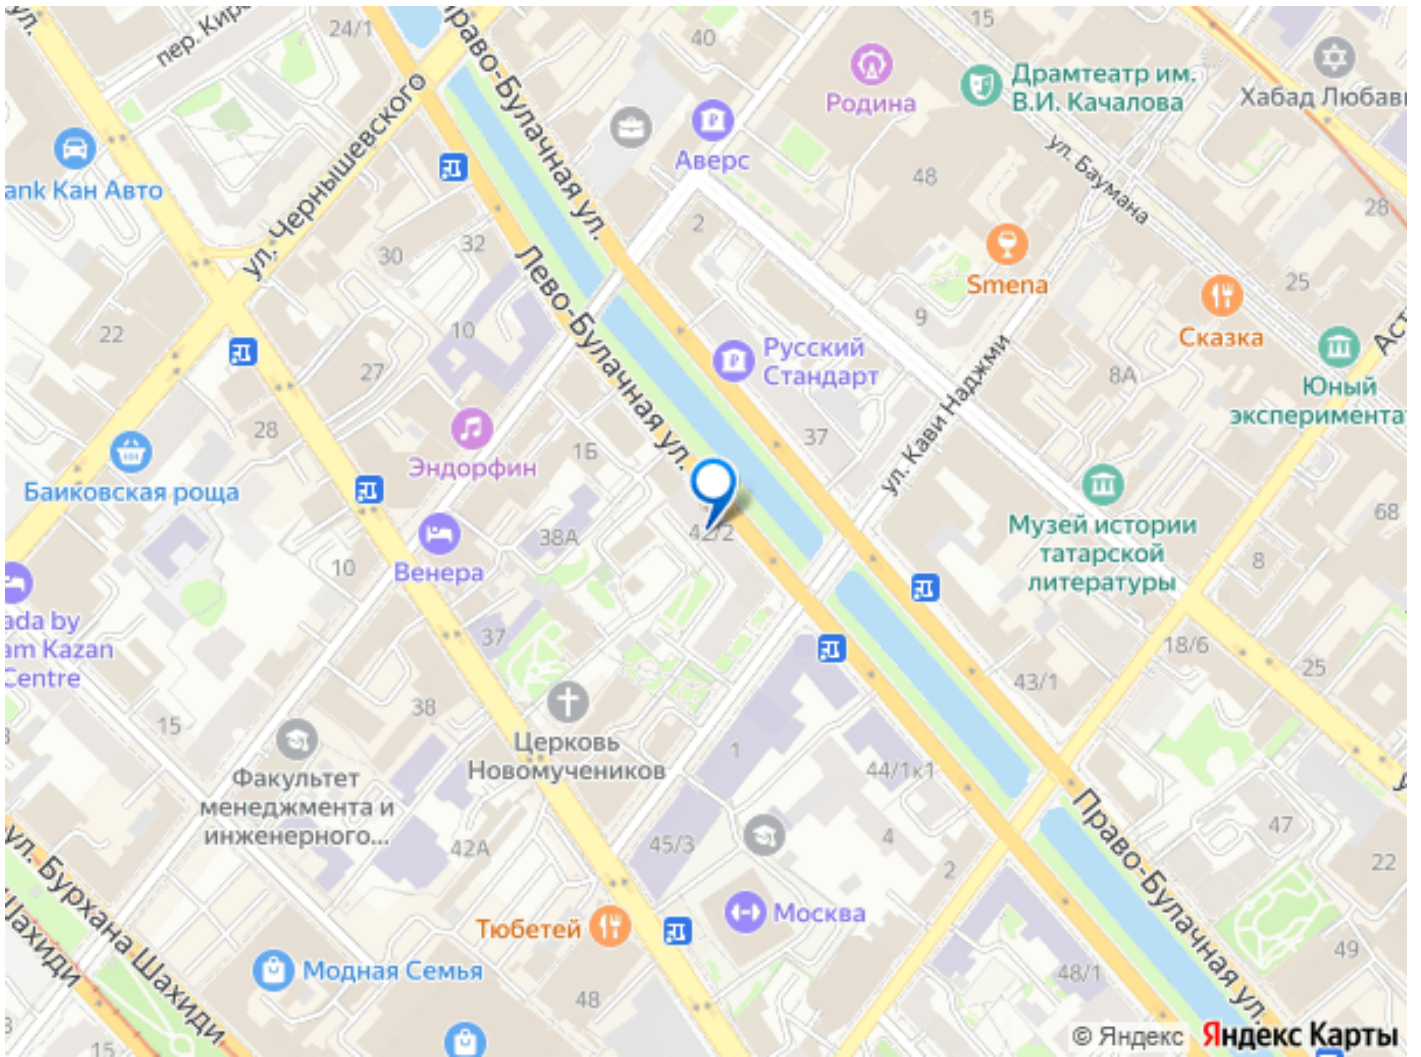 ул.
пер. Кир
24/1
Право-Булачная ул.
40
15
Родина
Драмтеатр им.
В.И. Качалова
Хабад Любави
Аверс
ank Кан Авто
ул. Чернышевского
48
ул. Баумана
28
2
30
32
Лево-Булачная ул.
Smena
25
22
10
9
Сказка
Аст
27
Русский
Стандарт
8А
Юный
эксперимента
ул. Кави Наджми
28
Эндорфин
1Б
37
Баиковская роща
68
Музей истории
татарской
литературы
42/2
38А
Венера
10
8
ada by
am Kazan
Centre
37
18/6
25
43/1
15
38
Церковь
Новомучеников
1
44/1к1
Факультет
менеджмента и
инженерного...
42А
45/3
4
2
47
22
Право-Булачная ул.
ул. Бурхана Шахиди
Шахиди
Тюбетей
Москва
Модная Семья
48
48/1
49
15
© Яндекс Яндекс Карты